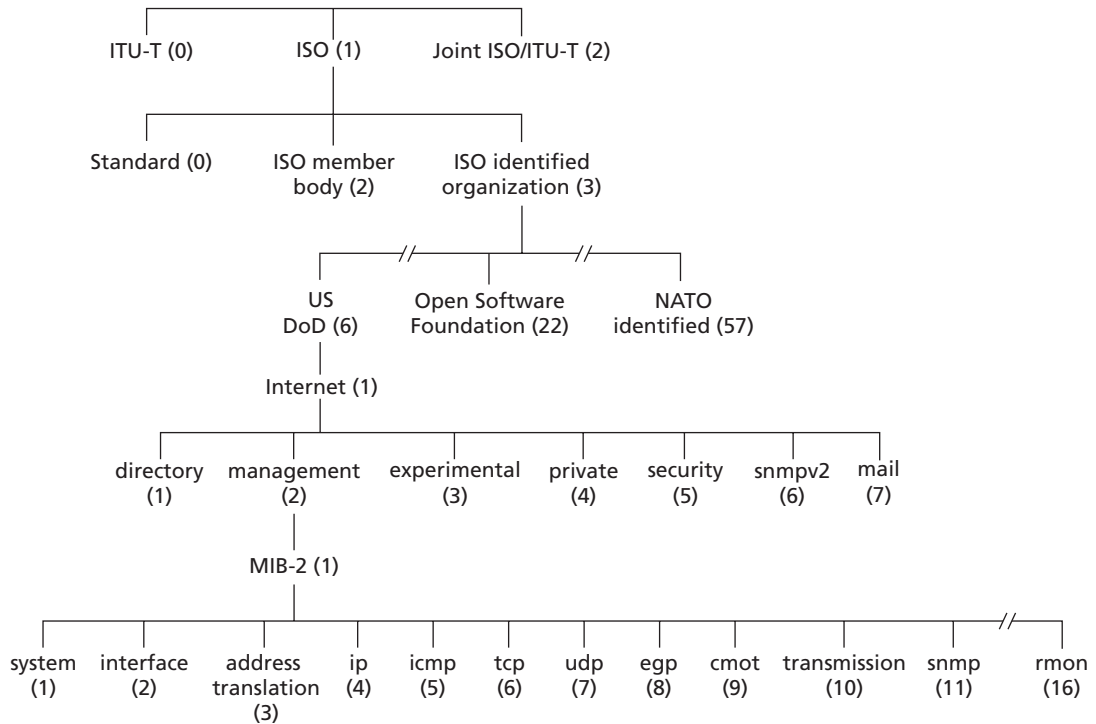 ITU-T (0) ISO (1) Joint ISO/ITU-T (2)
Standard (0) ISO member ISO identified
body (2) organization (3)
US Open Software NATO
DoD (6) Foundation (22) identified (57)
Internet (1)
directory management experimental private security snmpv2 mail
(1) (2) (3) (4) (5) (6) (7)
MIB-2 (1)
system interface address ip icmp tcp udp egp cmot transmission snmp rmon
(1) (2) translation (4) (5) (6) (7) (8) (9) (10) (11) (16)
(3)